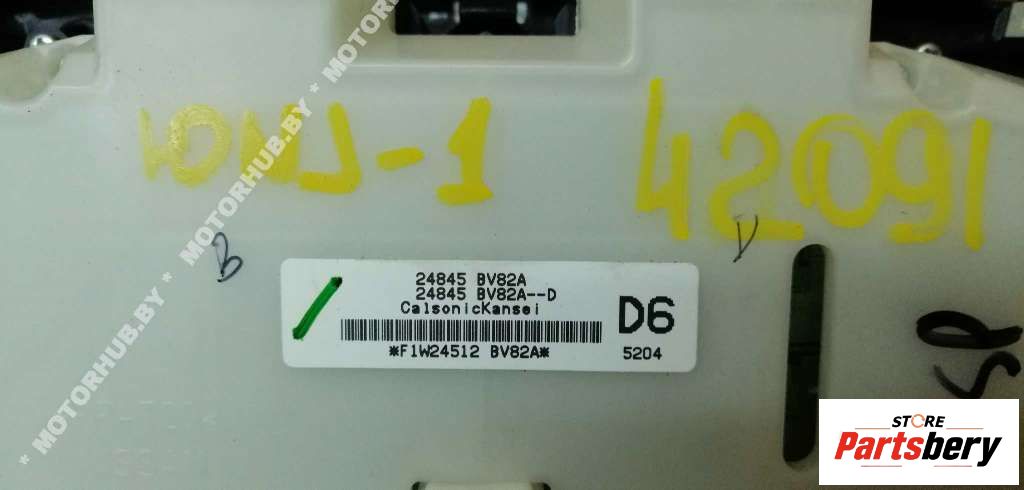 ЮМJ-1
42091
B
V
24845 BV82A
24845 BV82A--D
CalsonicKansei
D6
*F1W24512 BV82A*
5204
* MOTORHUB.BY * MOTORHUB.BY * MOTORHUB.BY
STORE
Partsbery